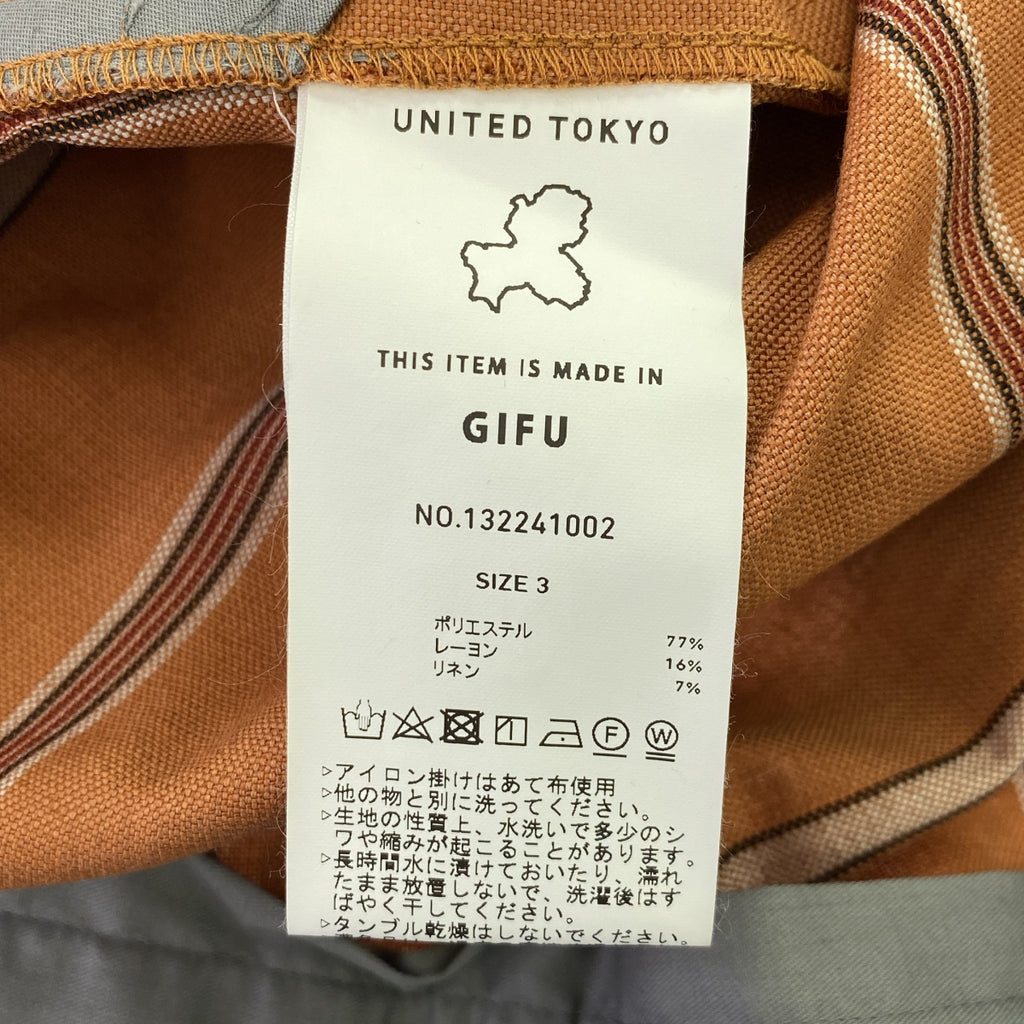 UNITED TOKYO
THIS ITEM IS MADE IN
GIFU
NO.132241002
SIZE 3
ポリエステル 77%
レーヨン 16%
リネン 7%
F W
▷アイロン掛けはあて布使用
▷他の物と別に洗ってください。
▷生地の性質上、水洗いで多少のシ
ワや縮みが起こることがあります。
▷長時間水に漬けておいたり、濡れ
たまま放置しないで、洗濯後はす
ばやく干してください。
▷タンブル乾燥はしないでください。